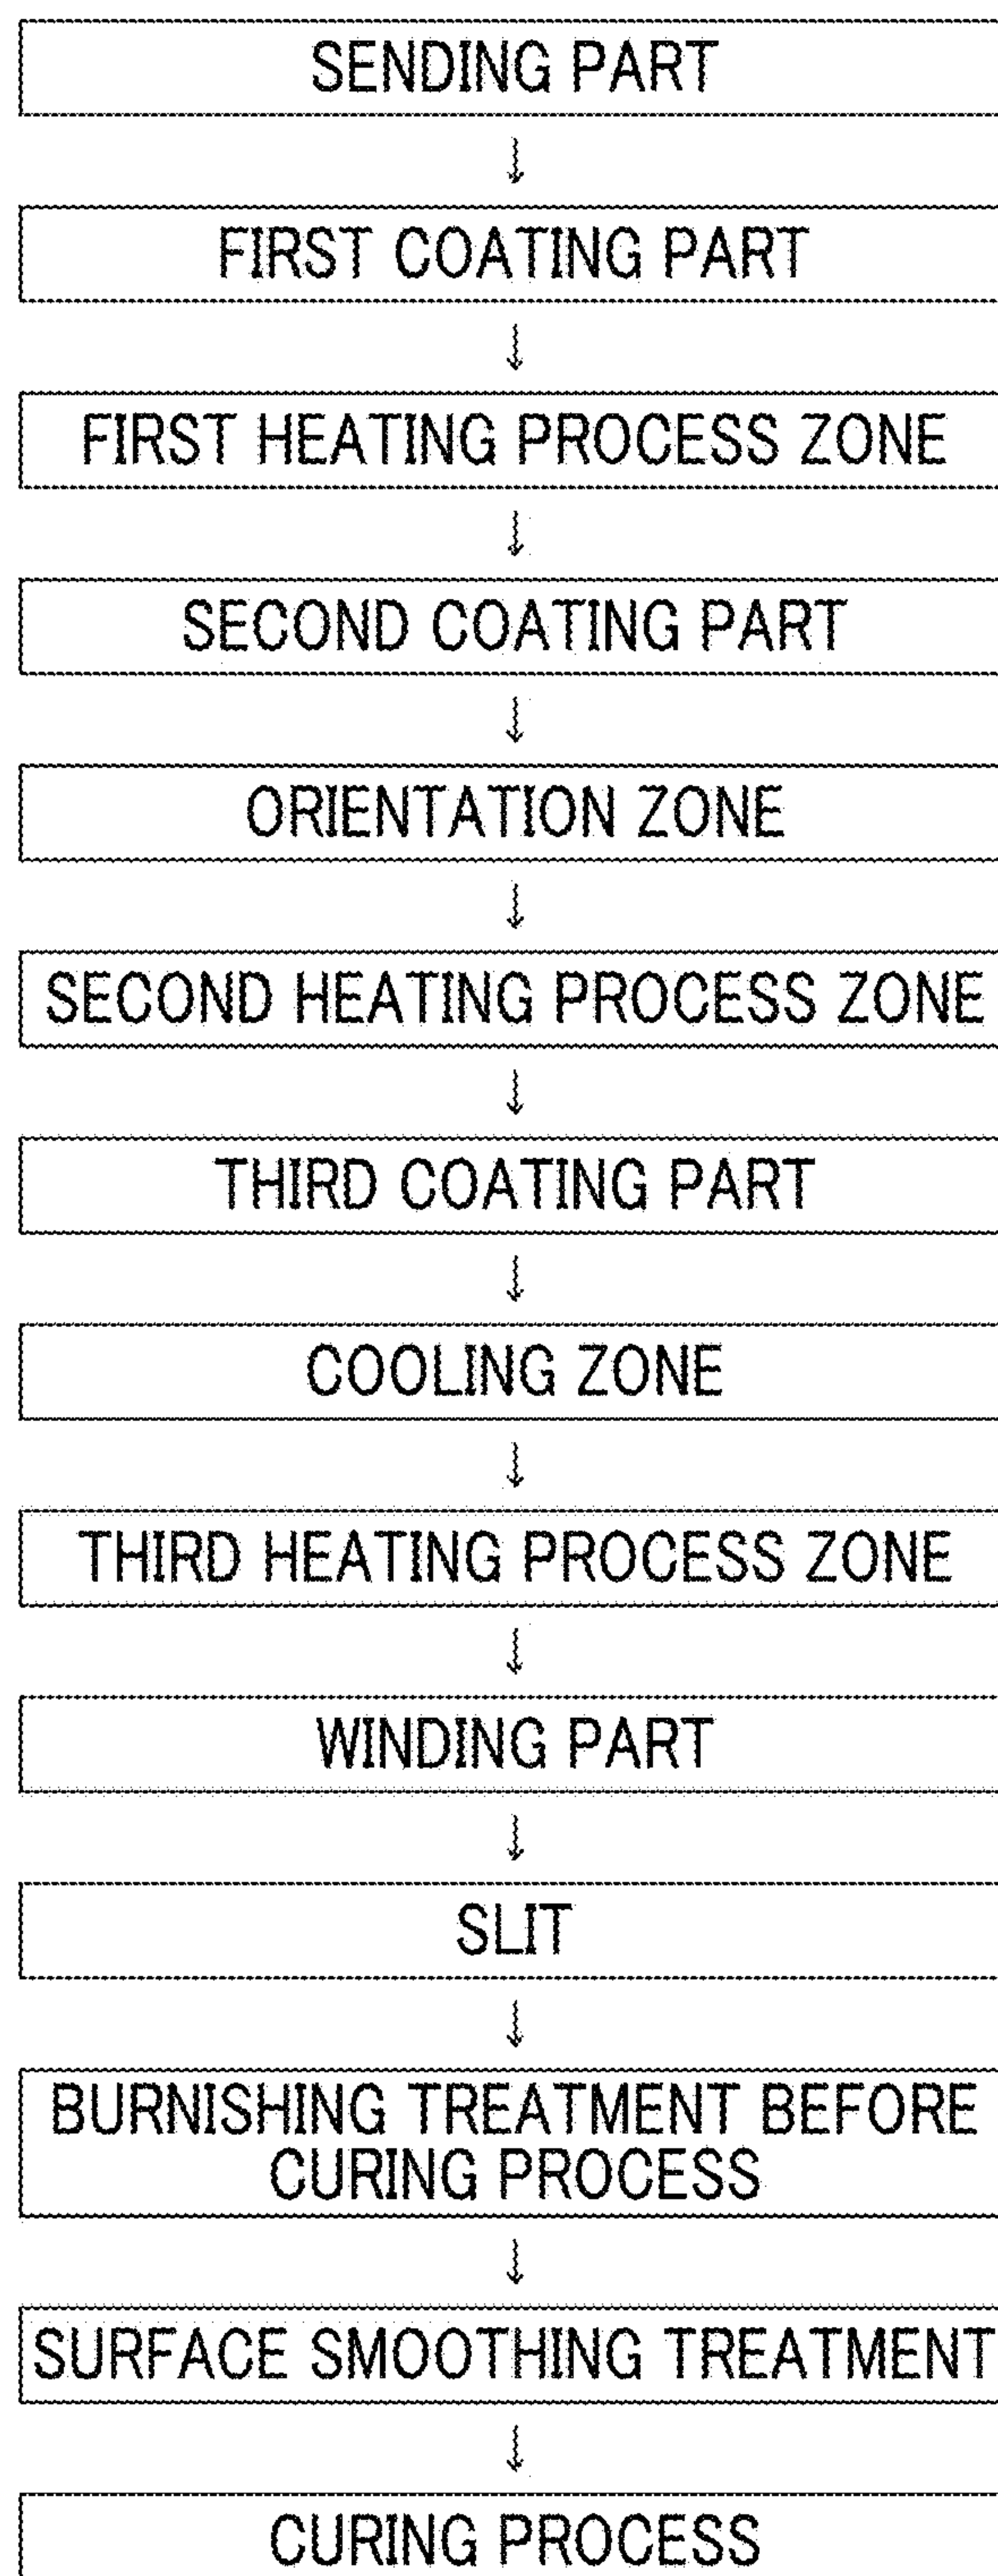 SENDING PART
↓
FIRST COATING PART
↓
FIRST HEATING PROCESS ZONE
↓
SECOND COATING PART
↓
ORIENTATION ZONE
↓
SECOND HEATING PROCESS ZONE
↓
THIRD COATING PART
↓
COOLING ZONE
↓
THIRD HEATING PROCESS ZONE
↓
WINDING PART
↓
SLIT
↓
BURNISHING TREATMENT BEFORE
CURING PROCESS
↓
SURFACE SMOOTHING TREATMENT
↓
CURING PROCESS